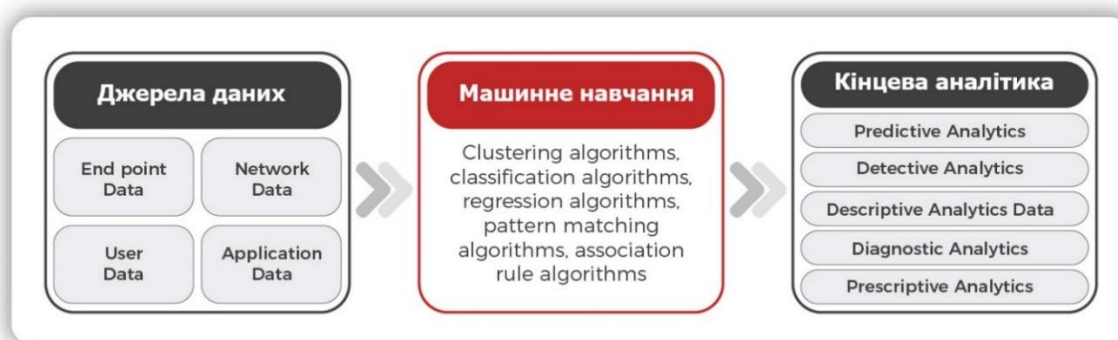 Джерела даних
End point
Data
Network
Data
User
Data
Application
Data
Машинне навчання
Clustering algorithms,
classification algorithms,
regression algorithms,
pattern matching
algorithms, association
rule algorithms
Кінцева аналітика
Predictive Analytics
Detective Analytics
Descriptive Analytics Data
Diagnostic Analytics
Prescriptive Analytics